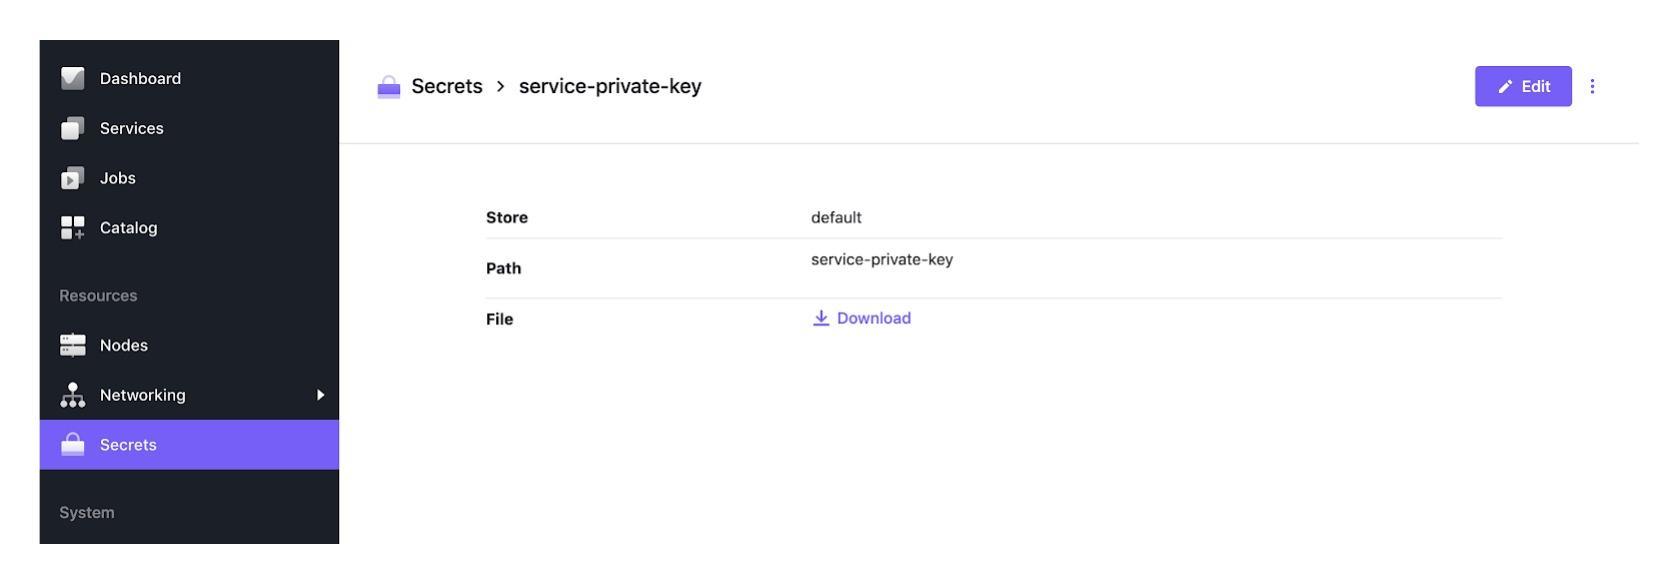 Dashboard
Services
Jobs
Catalog
Resources
Nodes
Networking
Secrets
System
Secrets > service-private-key
Edit
Store default
Path service-private-key
File Download